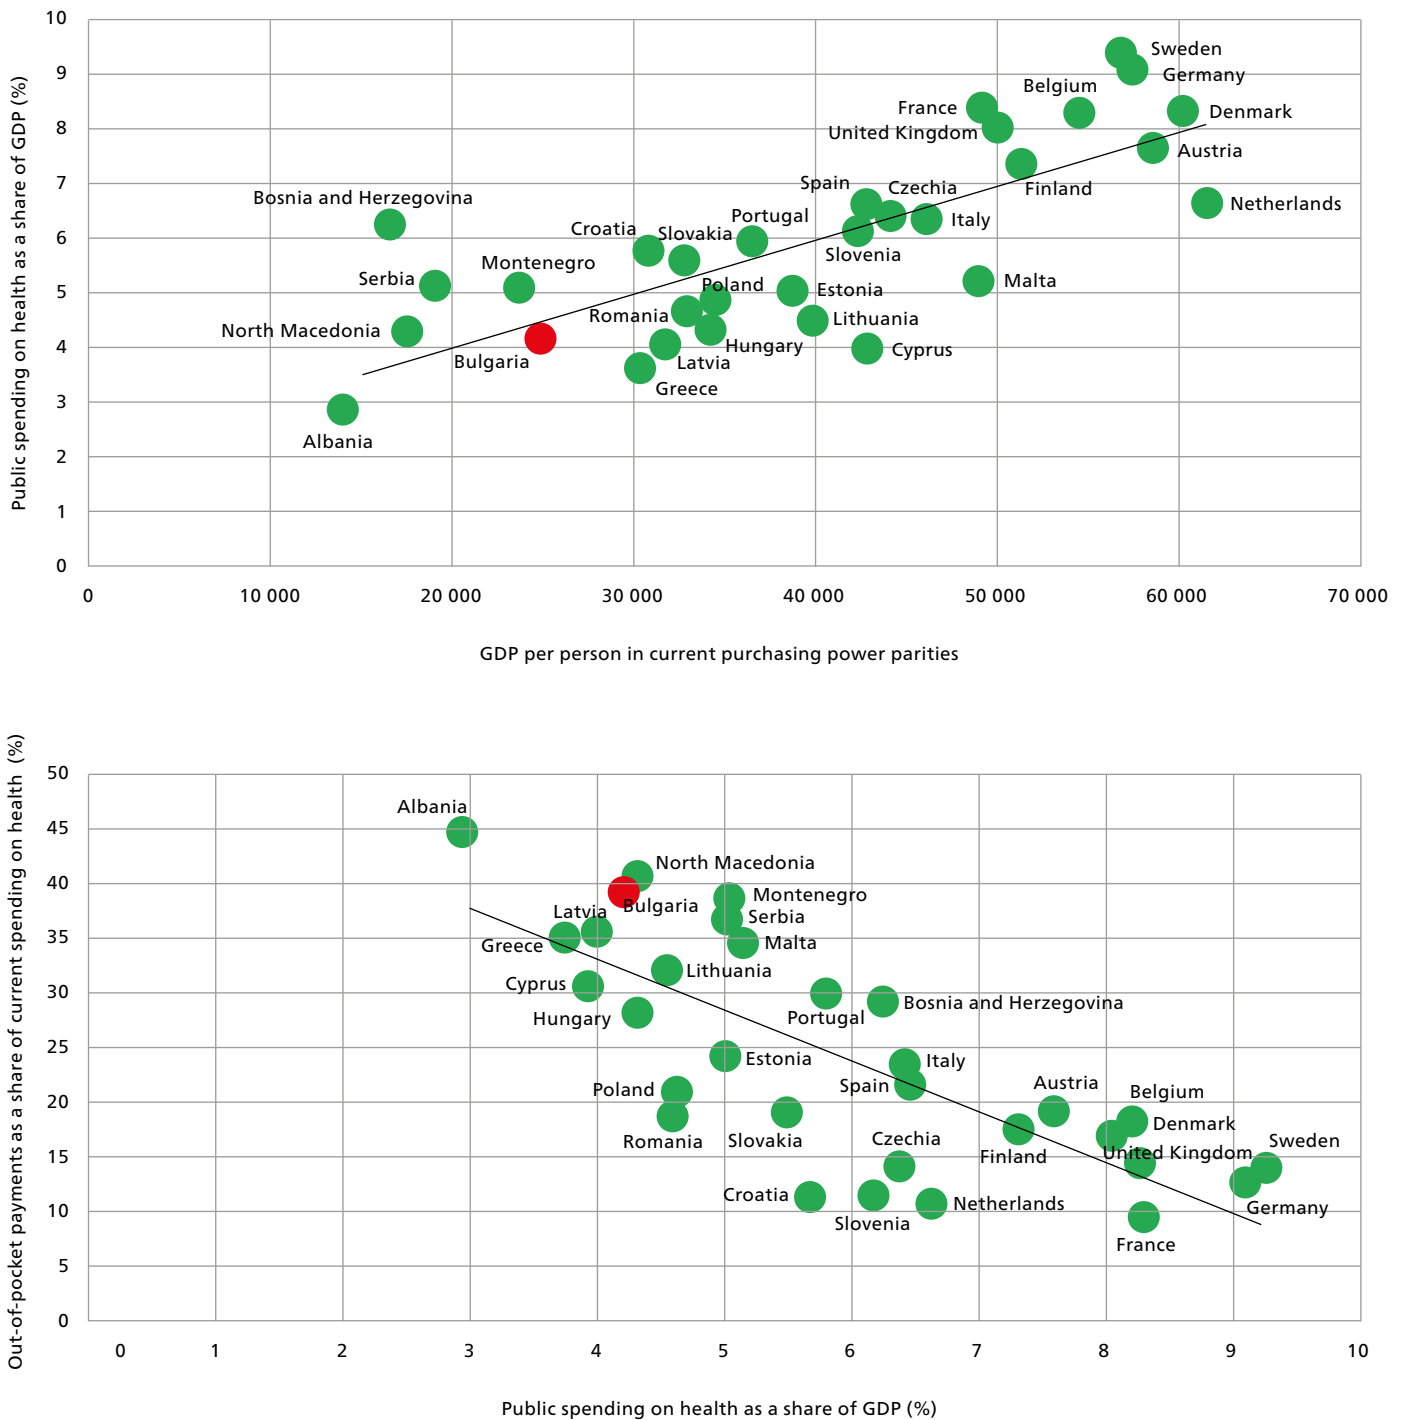 Public spending on health as a share of GDP (%)
10
9
8
7
6
5
4
3
2
1
0
Sweden
Germany
Belgium
France
Denmark
United Kingdom
Austria
Finland
Spain
Czechia
Bosnia and Herzegovina
Netherlands
Portugal
Italy
Croatia
Slovakia
Slovenia
Montenegro
Serbia
Malta
Poland
Estonia
Romania
Lithuania
North Macedonia
Hungary
Cyprus
Bulgaria
Latvia
Greece
Albania
0
10 000
20 000
30 000
40 000
50 000
60 000
70 000
GDP per person in current purchasing power parities
Out-of-pocket payments as a share of current spending on health (%)
50
45
40
35
30
25
20
15
10
5
0
Albania
North Macedonia
Montenegro
Bulgaria
Latvia
Serbia
Greece
Malta
Lithuania
Cyprus
Bosnia and Herzegovina
Hungary
Portugal
Estonia
Italy
Spain
Austria
Poland
Belgium
Denmark
Romania
Slovakia
Czechia
Sweden
United Kingdom
Finland
Croatia
Netherlands
Germany
Slovenia
France
0
1
2
3
4
5
6
7
8
9
10
Public spending on health as a share of GDP (%)